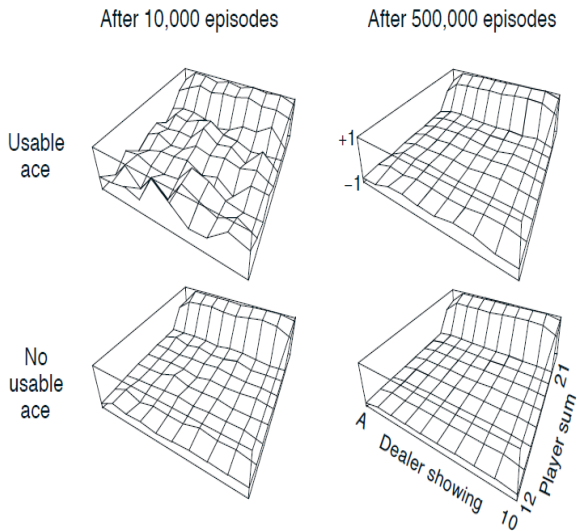 After 10,000 episodes
After 500,000 episodes
Usable
ace
+1
−1
No
usable
ace
A
Dealer showing
10
12
Player sum
21